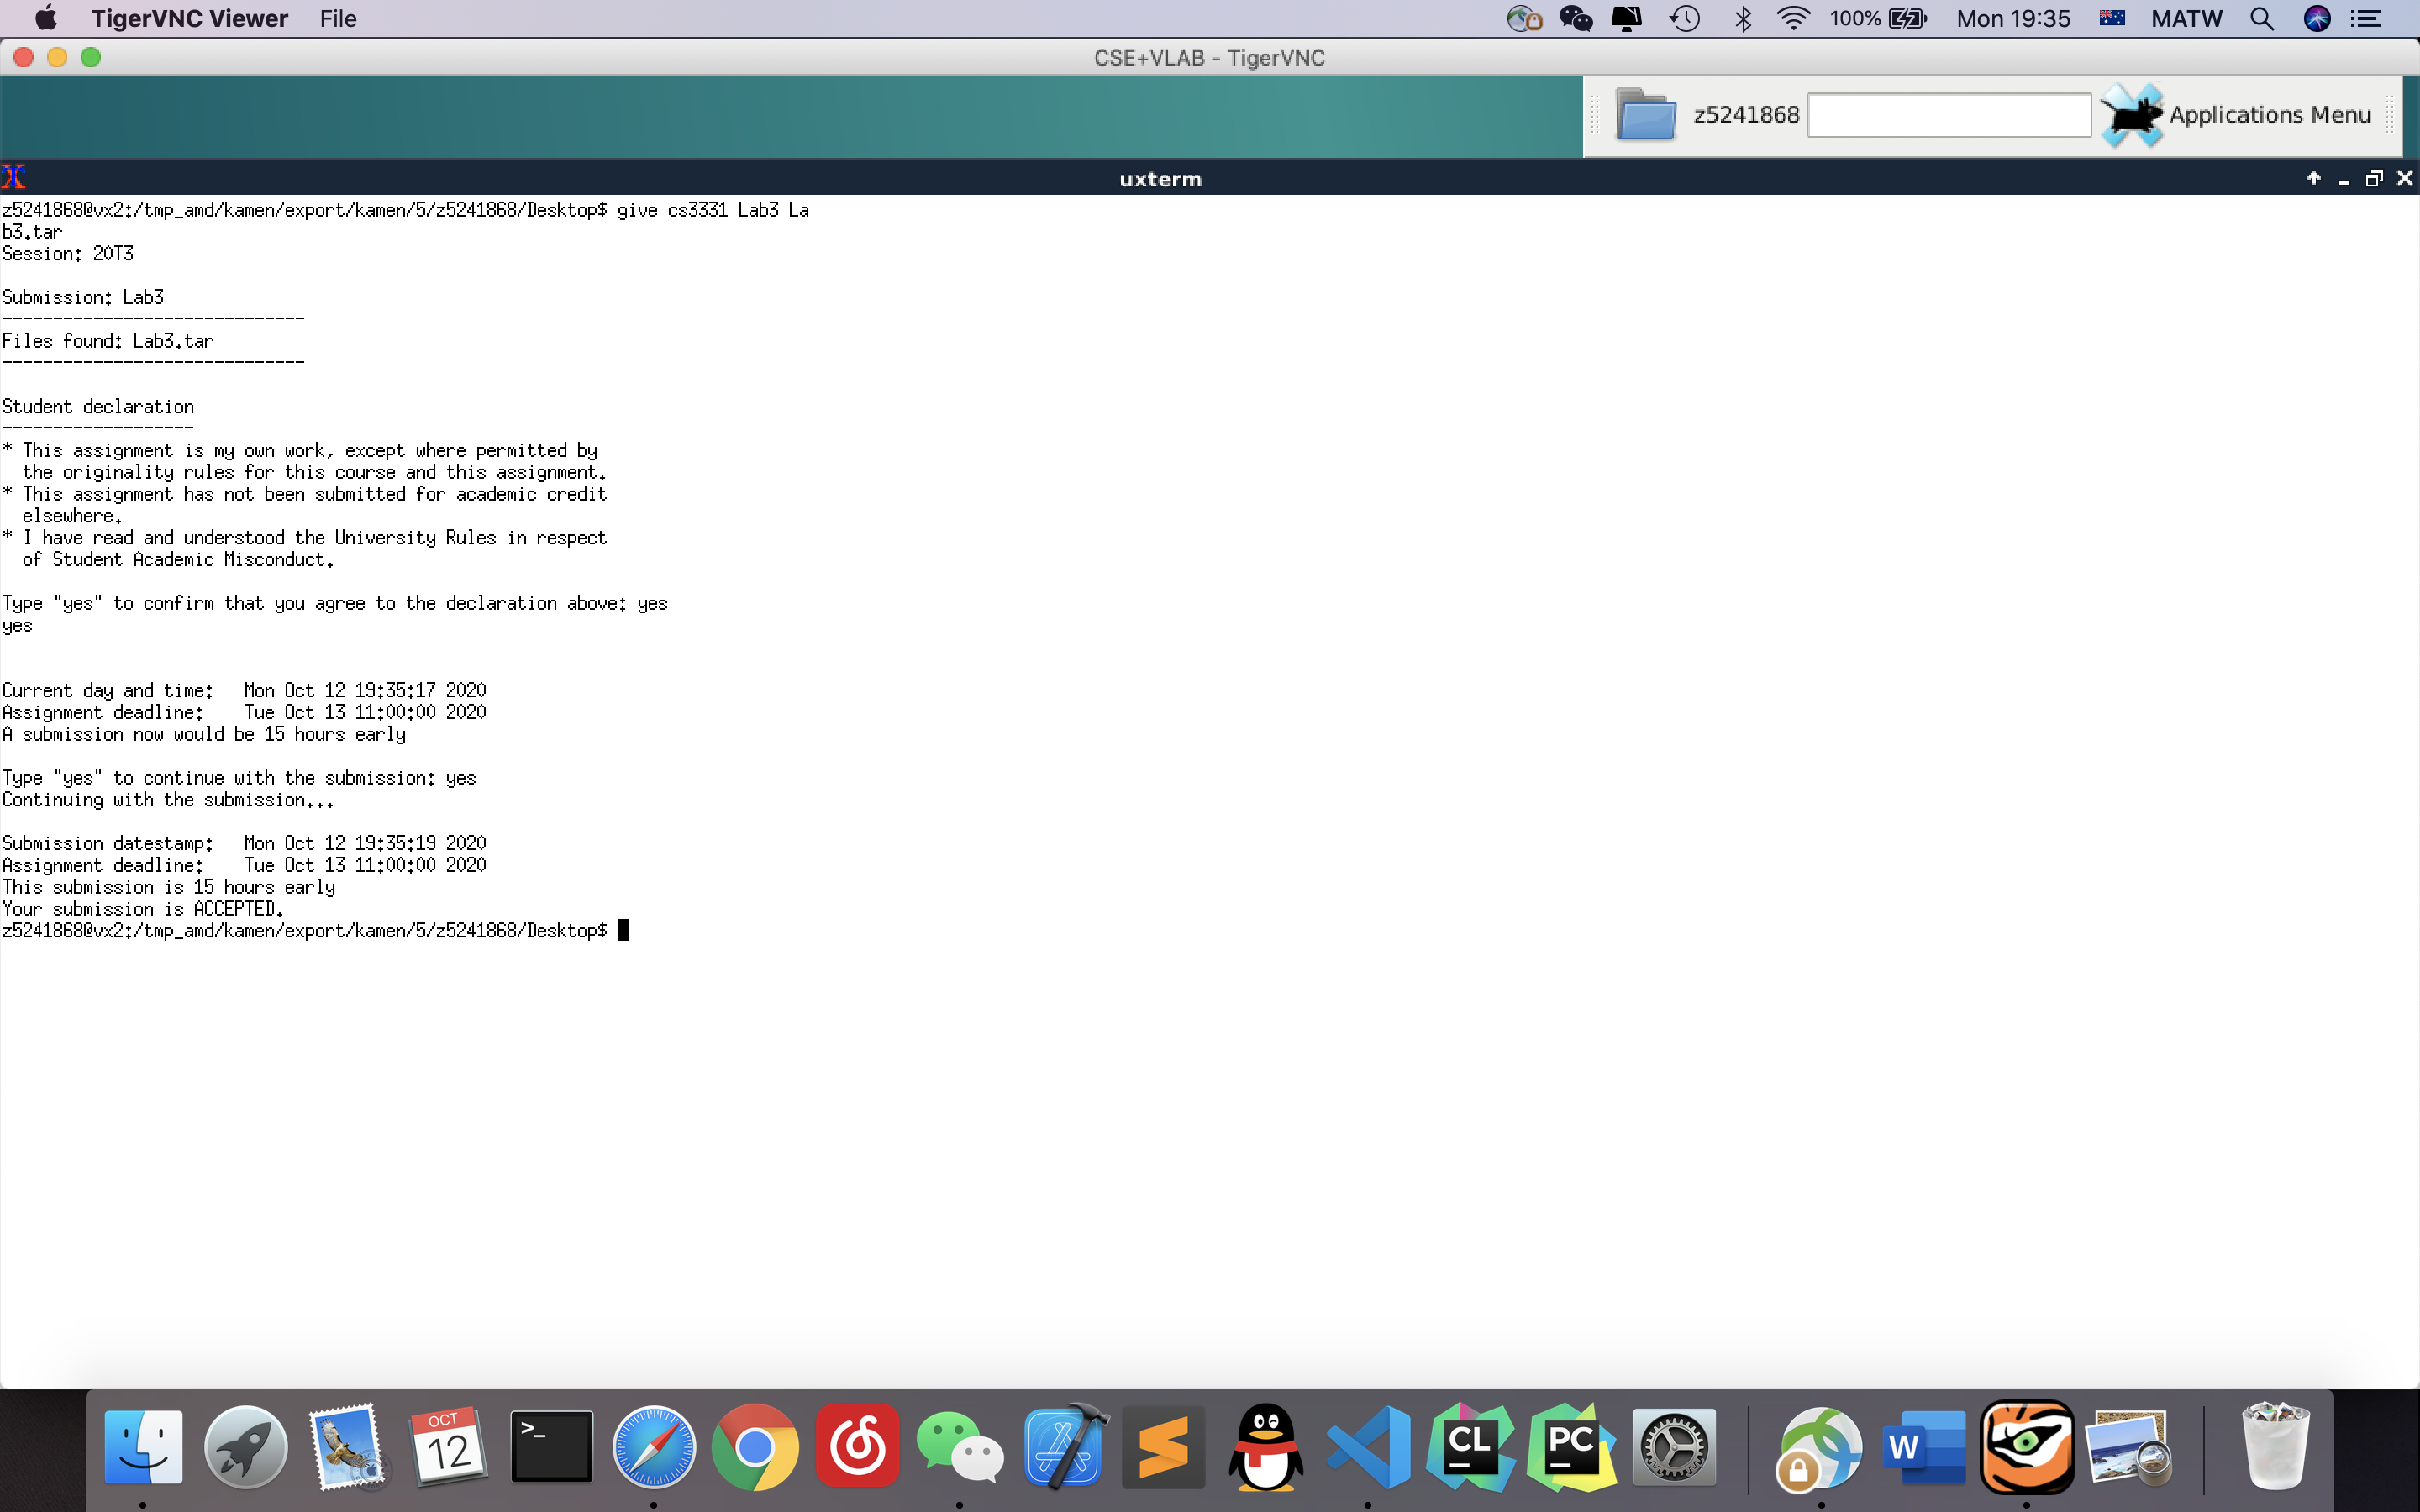 TigerVNC Viewer File 100% Mon 19:35 MATW
CSE+VLAB - TigerVNC
z5241868 Applications Menu
uxterm
z5241868@vx2:/tmp_amd/kamen/export/kamen/5/z5241868/Desktop$ give cs3331 Lab3 La
b3.tar
Session: 20T3
Submission: Lab3
------------------------------
Files found: Lab3.tar
------------------------------
Student declaration
-------------------
* This assignment is my own work, except where permitted by
the originality rules for this course and this assignment.
* This assignment has not been submitted for academic credit
elsewhere.
* I have read and understood the University Rules in respect
of Student Academic Misconduct.
Type "yes" to confirm that you agree to the declaration above: yes
yes
Current day and time: Mon Oct 12 19:35:17 2020
Assignment deadline: Tue Oct 13 11:00:00 2020
A submission now would be 15 hours early
Type "yes" to continue with the submission: yes
Continuing with the submission...
Submission datestamp: Mon Oct 12 19:35:19 2020
Assignment deadline: Tue Oct 13 11:00:00 2020
This submission is 15 hours early
Your submission is ACCEPTED.
z5241868@vx2:/tmp_amd/kamen/export/kamen/5/z5241868/Desktop$
OCT
12
>_
CL
PC
W